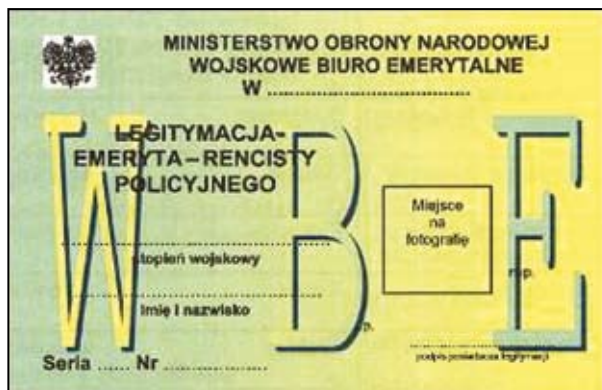 MINISTERSTWO OBRONY NARODOWEJ
WOJSKOWE BIURO EMERYTALNE
W ..............................................
WBE
LEGITYMACJA-
EMERYTA – RENCISTY
POLICYJNEGO
Miejsce
na
fotografię
stopień wojskowy
m.p.
imię i nazwisko
m.p.
podpis posiadacza legitymacji
Seria ...... Nr ....................